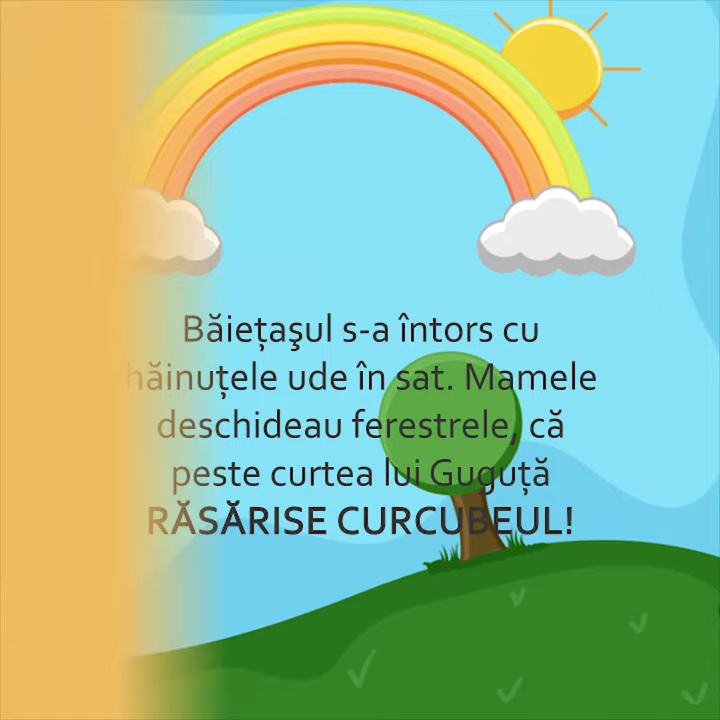 Băiețaşul s-a întors cu
hăinuțele ude în sat. Mamele
deschideau ferestrele, că
peste curtea lui Guguță
RĂSĂRISE CURCUBEUL!